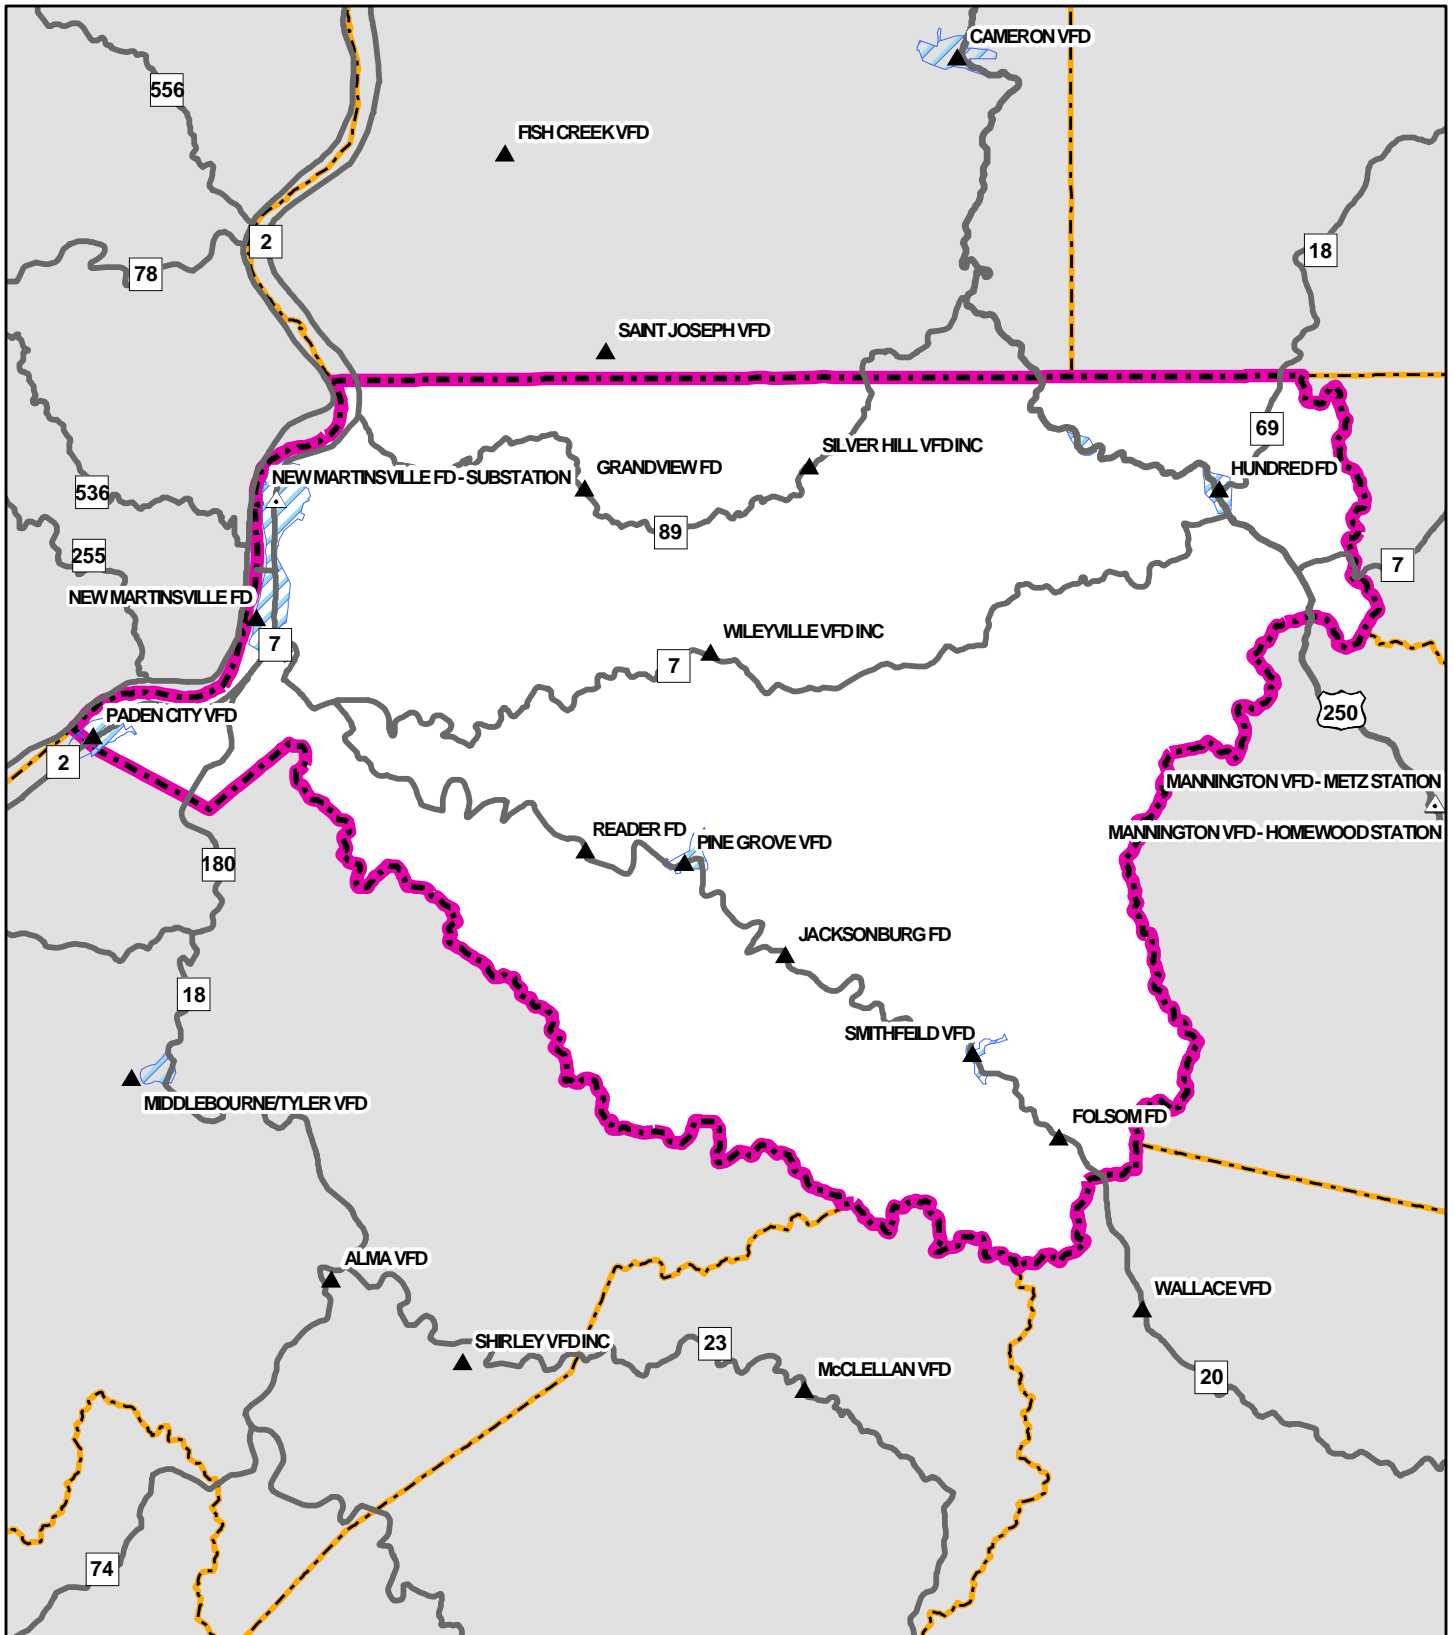 CAMERON VFD
556
FISH CREEK VFD
2
18
78
SAINT JOSEPH VFD
69
SILVER HILL VFD INC
GRANDVIEW FD
HUNDRED FD
NEW MARTINSVILLE FD - SUBSTATION
536
89
255
7
NEW MARTINSVILLE FD
WILEYVILLE VFD INC
7
7
PADEN CITY VFD
250
2
MANNINGTON VFD - METZ STATION
READER FD
MANNINGTON VFD - HOMEWOOD STATION
PINE GROVE VFD
180
JACKSONBURG FD
18
SMITHFEILD VFD
MIDDLEBOURNE/TYLER VFD
FOLSOM FD
ALMA VFD
WALLACE VFD
SHIRLEY VFD INC
23
McCLELLAN VFD
20
74